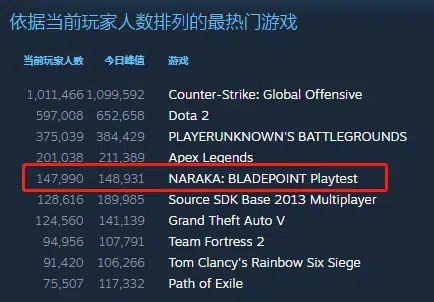 依据当前玩家人数排列的最热门游戏
当前玩家人数 今日峰值 游戏
1,011,466 1,099,592 Counter-Strike: Global Offensive
597,008 652,658 Dota 2
375,039 384,429 PLAYERUNKNOWN'S BATTLEGROUNDS
201,038 211,389 Apex Legends
147,990 148,931 NARAKA: BLADEPOINT Playtest
128,616 189,985 Source SDK Base 2013 Multiplayer
124,560 141,139 Grand Theft Auto V
94,956 107,791 Team Fortress 2
91,420 106,266 Tom Clancy's Rainbow Six Siege
75,507 117,332 Path of Exile